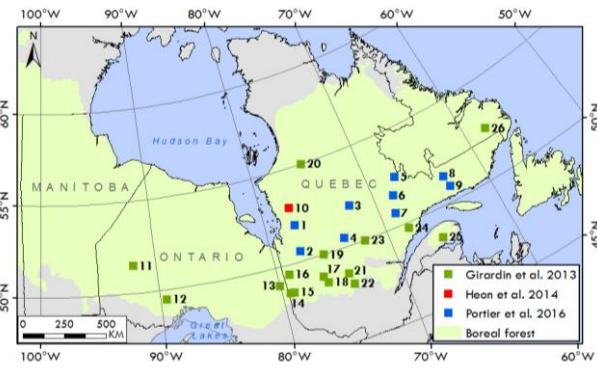 100°W 90°W 80°W 70°W 60°W 50°W
N
60°N
50°N
Hudson Bay
26
20
QUEBEC
5
8
9
MANITOBA
10
3
6
55°N
1
7
4
23
24
25
45°N
ONTARIO
2
19
11
16
17
21
13
15
18
22
12
14
50°N
Great
Lakes
Girardin et al. 2013
Heon et al. 2014
Portier et al. 2016
Boreal forest
0 250 500
KM
100°W 90°W 80°W 70°W 60°W